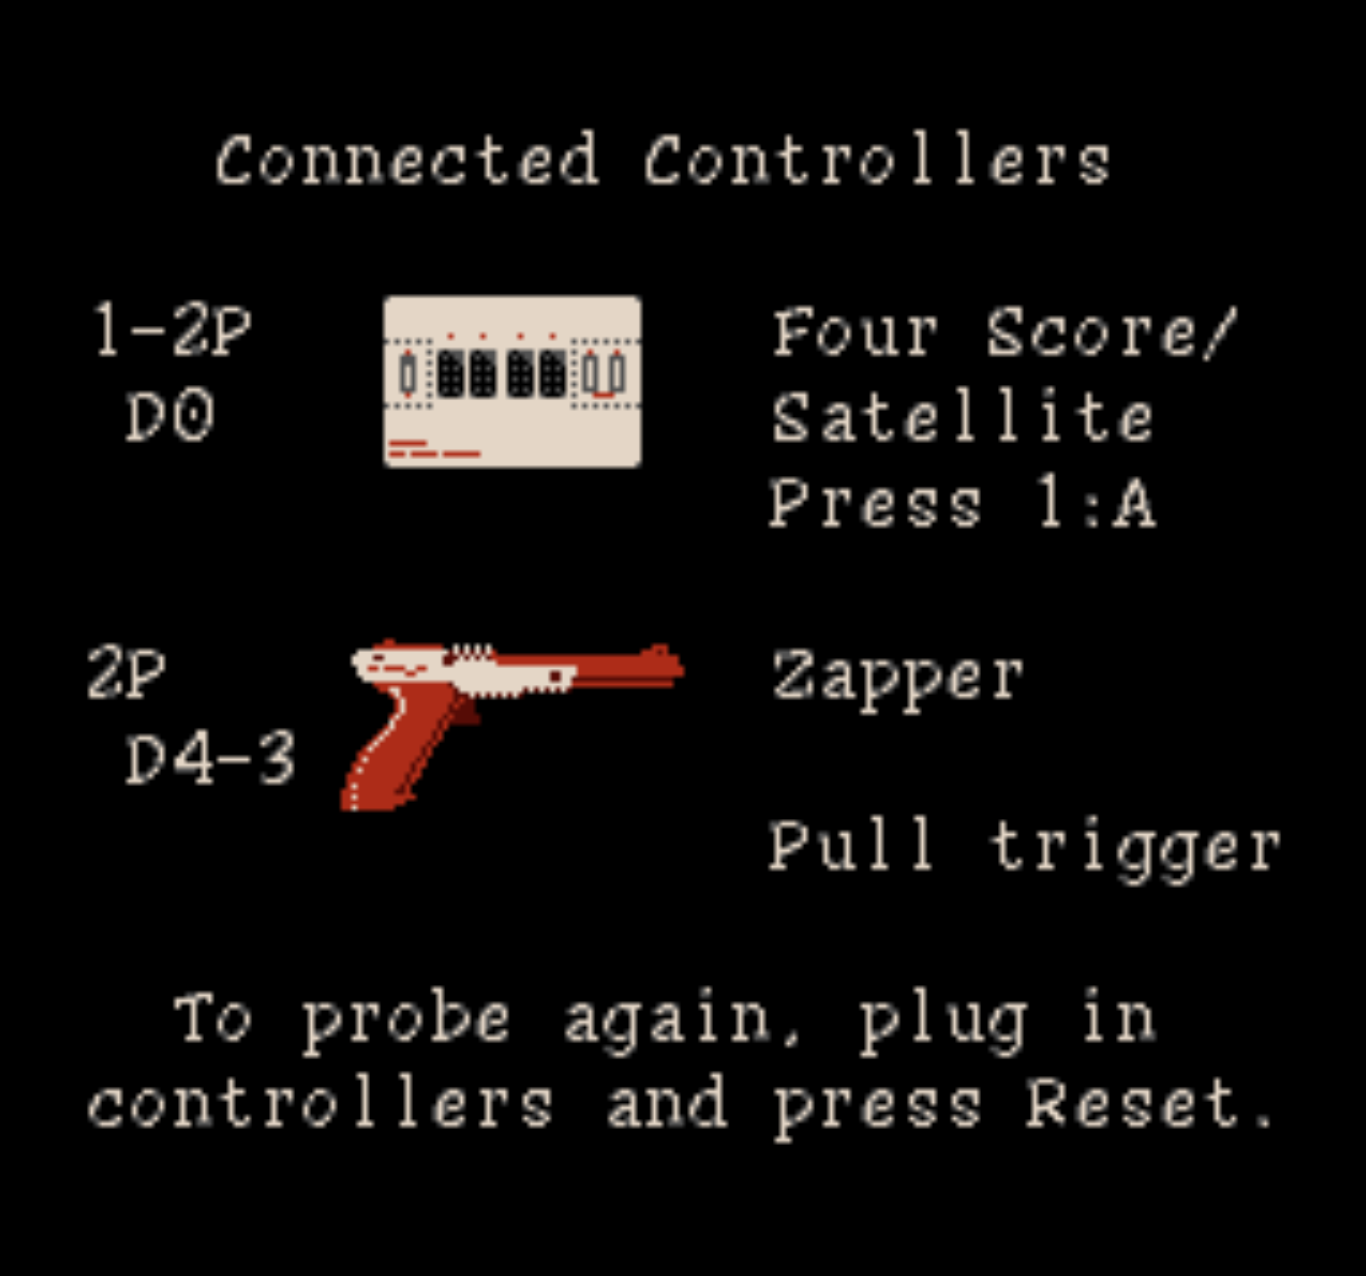 Connected Controllers
1-2P
D0
Four Score/
Satellite
Press 1:A
2P
D4-3
Zapper
Pull trigger
To probe again, plug in
controllers and press Reset.